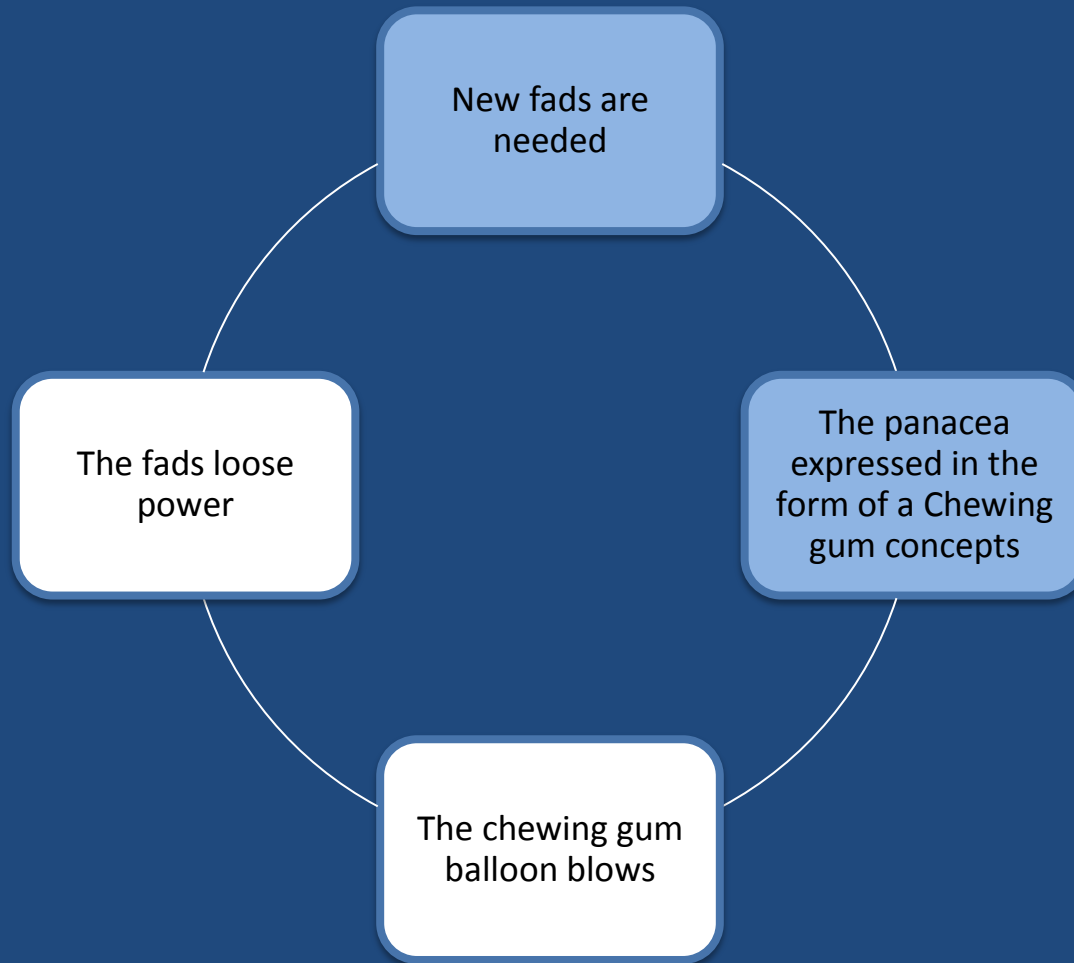 New fads are
needed
The panacea
expressed in the
form of a Chewing
gum concepts
The chewing gum
balloon blows
The fads loose
power